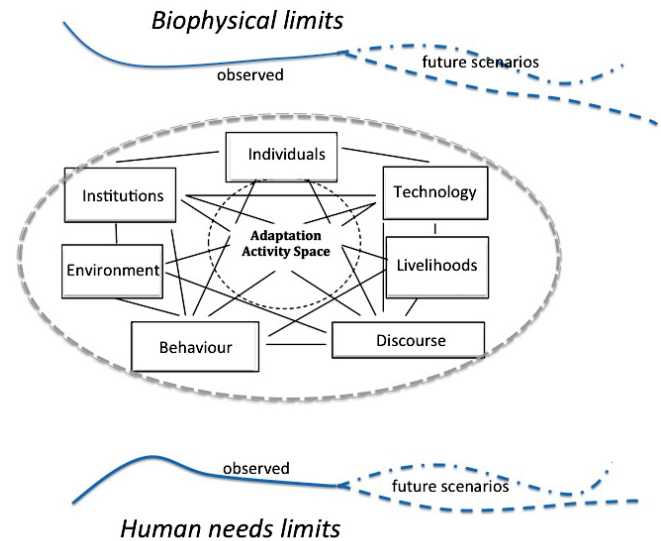 Biophysical limits
observed
future scenarios
Individuals
Institutions
Technology
Adaptation
Activity Space
Environment
Livelihoods
Behaviour
Discourse
observed
future scenarios
Human needs limits